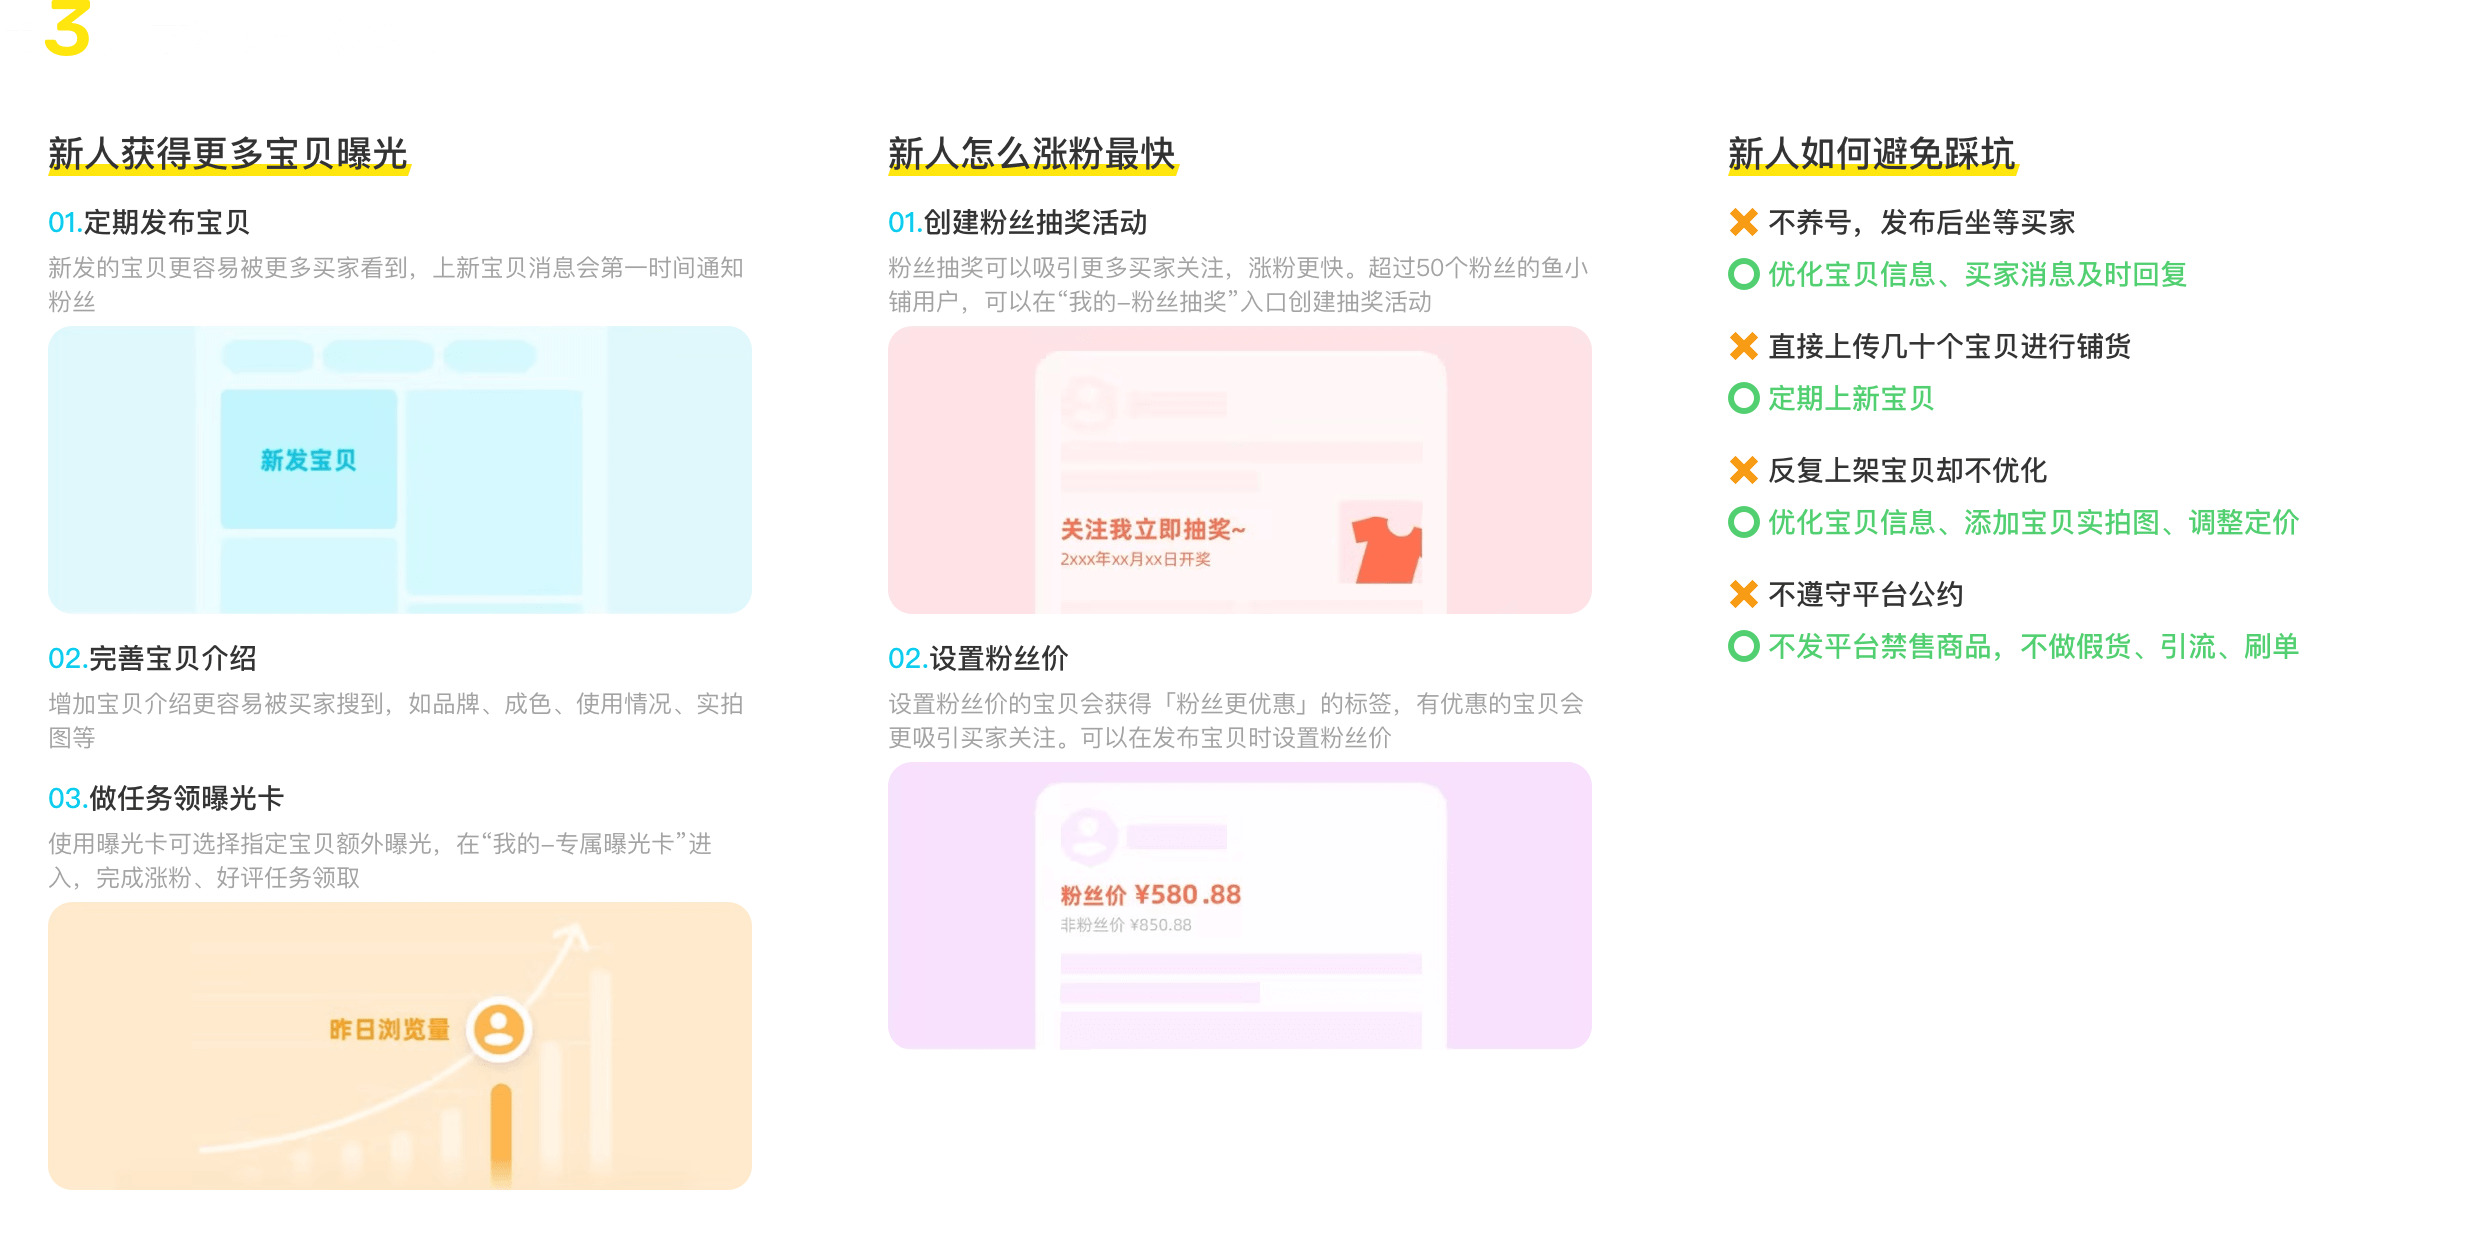 3
新人获得更多宝贝曝光
01.定期发布宝贝
新发的宝贝更容易被更多买家看到，上新宝贝消息会第一时间通知
粉丝
新发宝贝
02.完善宝贝介绍
增加宝贝介绍更容易被买家搜到，如品牌、成色、使用情况、实拍
图等
03.做任务领曝光卡
使用曝光卡可选择指定宝贝额外曝光，在“我的–专属曝光卡”进
入，完成涨粉、好评任务领取
昨日浏览量
新人怎么涨粉最快
01.创建粉丝抽奖活动
粉丝抽奖可以吸引更多买家关注，涨粉更快。超过50个粉丝的鱼小
铺用户，可以在“我的–粉丝抽奖”入口创建抽奖活动
关注我立即抽奖~
2xxx年xx月xx日开奖
02.设置粉丝价
设置粉丝价的宝贝会获得「粉丝更优惠」的标签，有优惠的宝贝会
更吸引买家关注。可以在发布宝贝时设置粉丝价
粉丝价 ¥580.88
非粉丝价 ¥850.88
新人如何避免踩坑
不养号，发布后坐等买家
优化宝贝信息、买家消息及时回复
直接上传几十个宝贝进行铺货
定期上新宝贝
反复上架宝贝却不优化
优化宝贝信息、添加宝贝实拍图、调整定价
不遵守平台公约
不发平台禁售商品，不做假货、引流、刷单